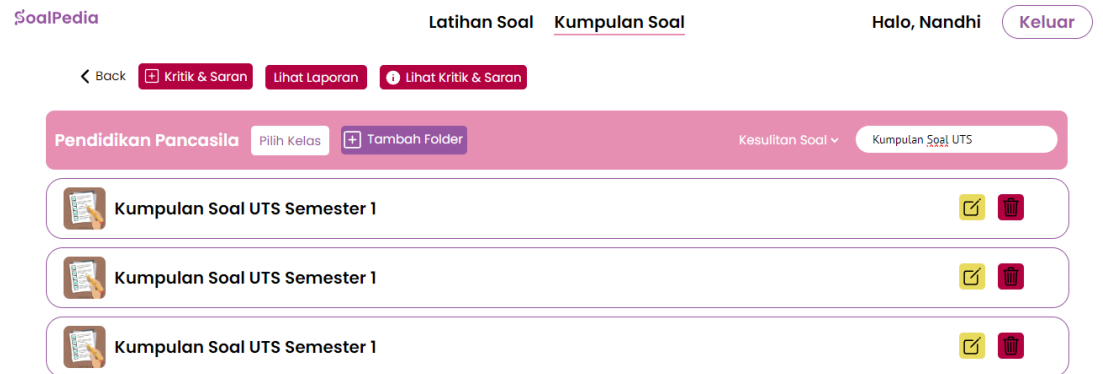 SoalPedia
Latihan Soal Kumpulan Soal
Halo, Nandhi Keluar
Back Kritik & Saran Lihat Laporan Lihat Kritik & Saran
Pendidikan Pancasila Pilih Kelas Tambah Folder Kesulitan Soal Kumpulan Soal UTS
Kumpulan Soal UTS Semester 1
Kumpulan Soal UTS Semester 1
Kumpulan Soal UTS Semester 1